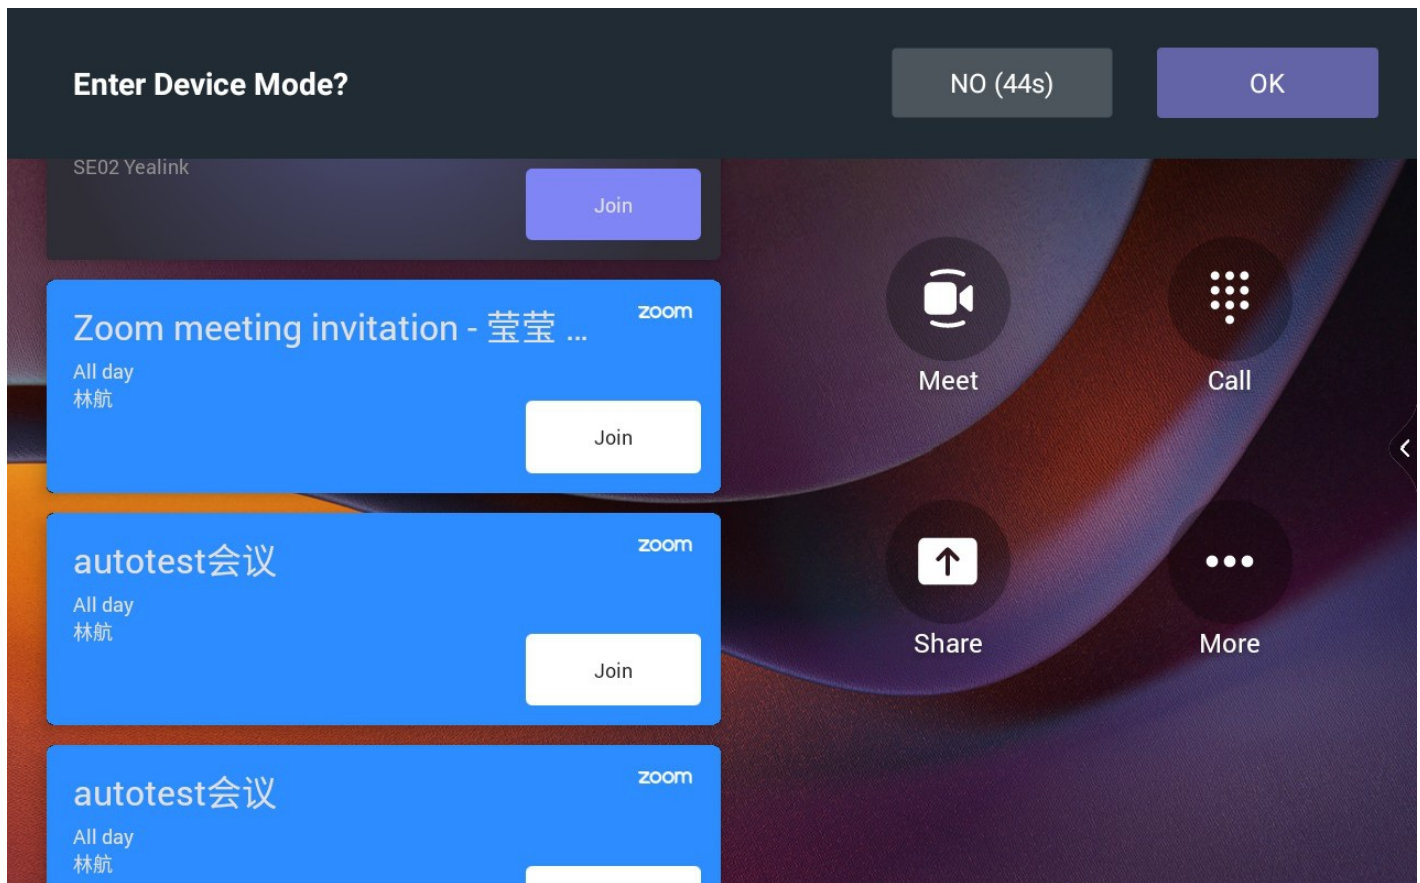 Enter Device Mode?
NO (44s)
OK
SE02 Yealink
Join
Zoom meeting invitation - 莹莹 ...
zoom
All day
林航
Join
autotest会议
zoom
All day
林航
Join
autotest会议
zoom
All day
林航
Meet
Call
Share
More